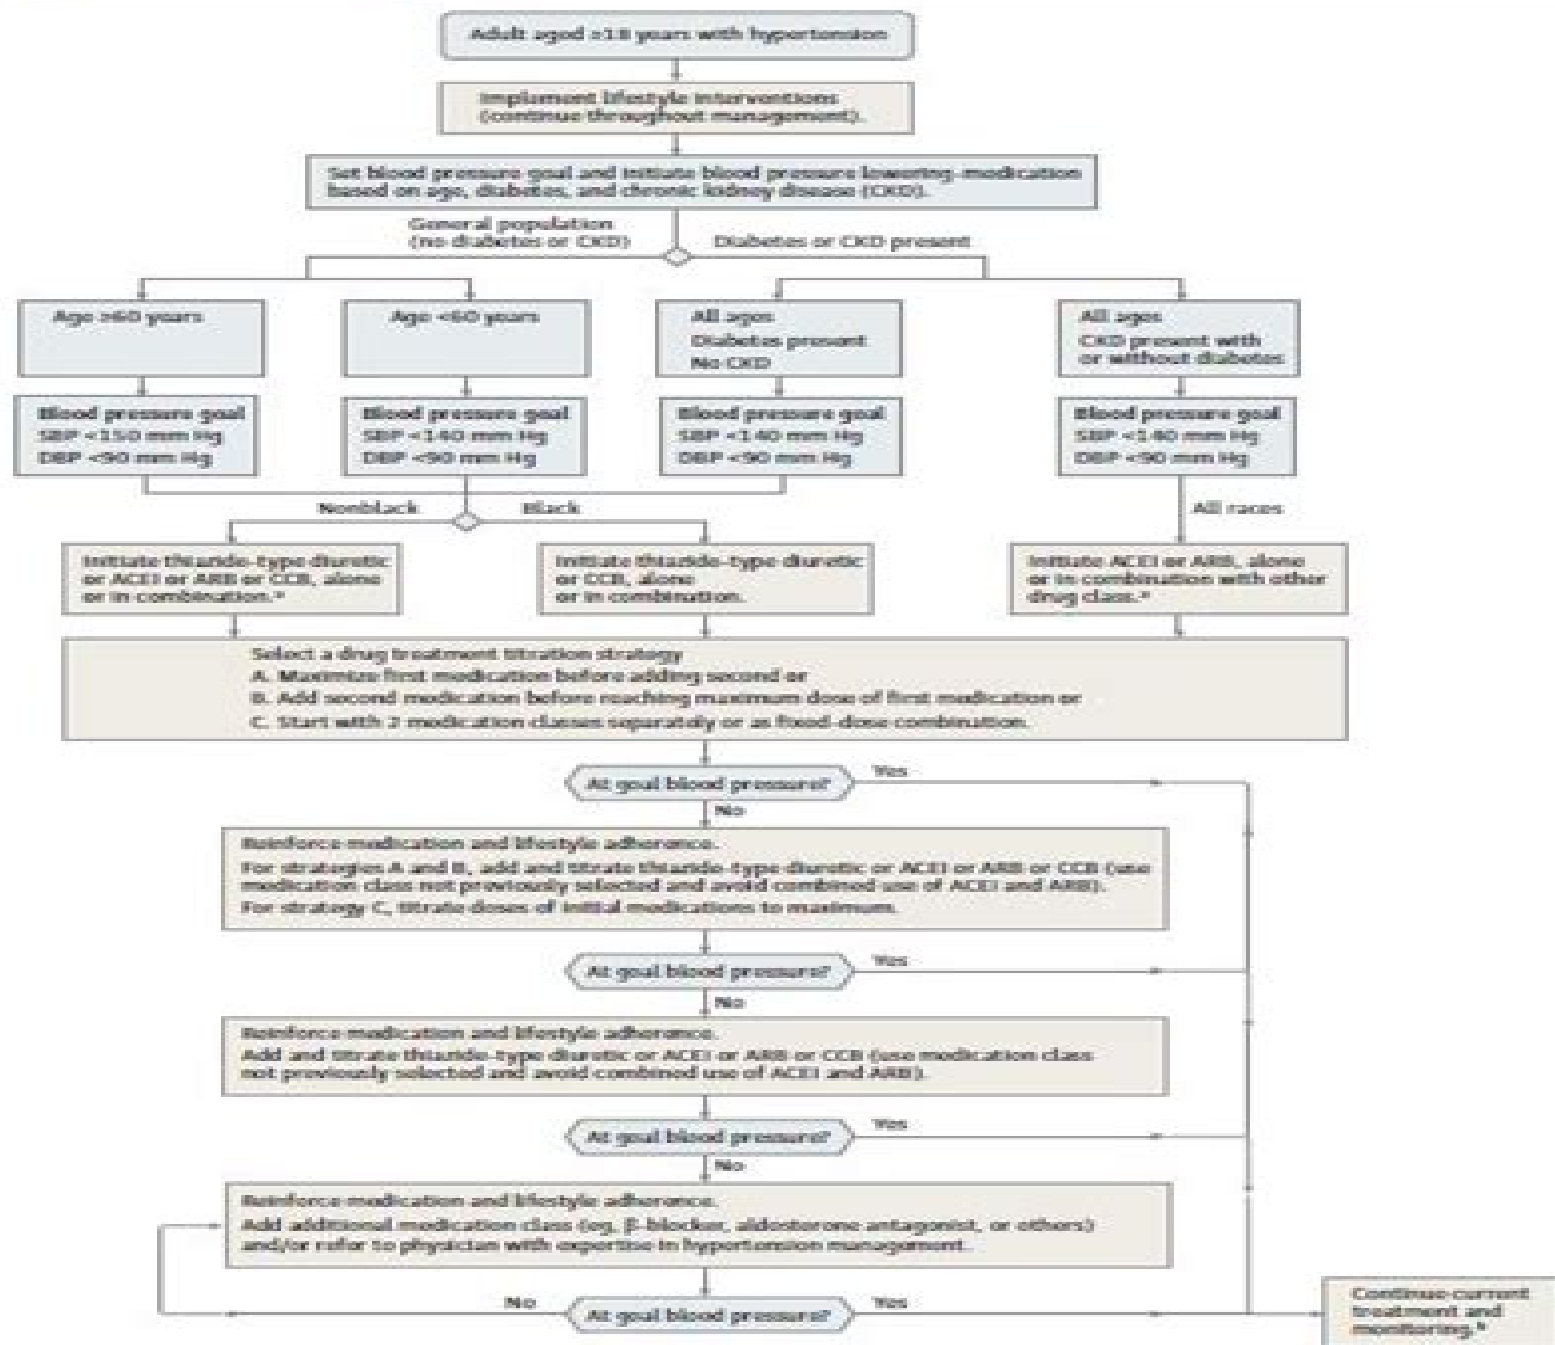 Adult aged ≥18 years with hypertension
Implement lifestyle interventions
(continue throughout management).
Set blood pressure goal and initiate blood pressure lowering-medication
based on age, diabetes, and chronic kidney disease (CKD).
General population
(no diabetes or CKD)
Diabetes or CKD present
Age ≥60 years
Age <60 years
All ages
Diabetes present
No CKD
All ages
CKD present with
or without diabetes
Blood pressure goal
SBP <150 mm Hg
DBP <90 mm Hg
Blood pressure goal
SBP <140 mm Hg
DBP <90 mm Hg
Blood pressure goal
SBP <140 mm Hg
DBP <90 mm Hg
Blood pressure goal
SBP <140 mm Hg
DBP <90 mm Hg
Nonblack
Black
All races
Initiate thiazide-type diuretic
or ACEI or ARB or CCB, alone
or in combination.a
Initiate thiazide-type diuretic
or CCB, alone
or in combination.
Initiate ACEI or ARB, alone
or in combination with other
drug class.a
Select a drug treatment titration strategy
A. Maximize first medication before adding second or
B. Add second medication before reaching maximum dose of first medication or
C. Start with 2 medication classes separately or as fixed-dose combination.
At goal blood pressure?
Yes
No
Reinforce medication and lifestyle adherence.
For strategies A and B, add and titrate thiazide-type diuretic or ACEI or ARB or CCB (use
medication class not previously selected and avoid combined use of ACEI and ARB).
For strategy C, titrate doses of initial medications to maximum.
At goal blood pressure?
Yes
No
Reinforce medication and lifestyle adherence.
Add and titrate thiazide-type diuretic or ACEI or ARB or CCB (use medication class
not previously selected and avoid combined use of ACEI and ARB).
At goal blood pressure?
Yes
No
Reinforce medication and lifestyle adherence.
Add additional medication class (eg, β-blocker, aldosterone antagonist, or others)
and/or refer to physician with expertise in hypertension management.
No
At goal blood pressure?
Yes
Continue current
treatment and
monitoring.b